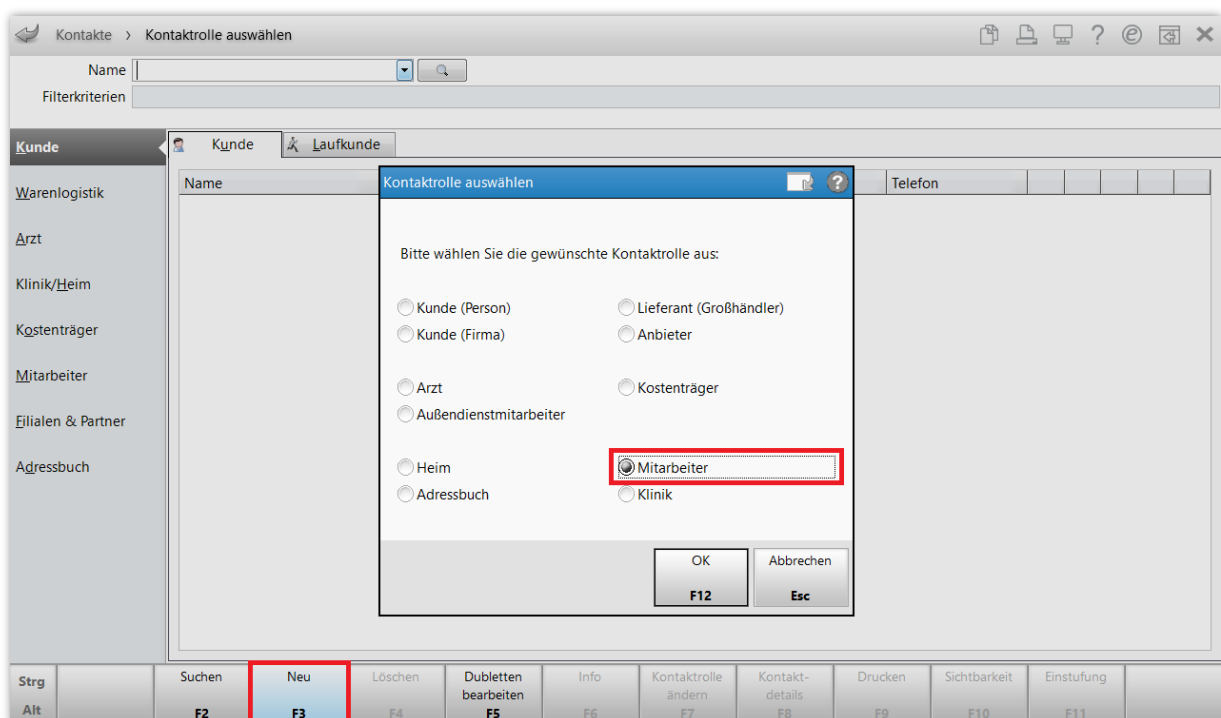 Kontakte > Kontaktrolle auswählen
Name
Filterkriterien
Kunde
Warenlogistik
Arzt
Klinik/Heim
Kostenträger
Mitarbeiter
Filialen & Partner
Adressbuch
Kunde Laufkunde
Name Telefon
Kontaktrolle auswählen
Bitte wählen Sie die gewünschte Kontaktrolle aus:
Kunde (Person) Lieferant (Großhändler)
Kunde (Firma) Anbieter
Arzt Kostenträger
Außendienstmitarbeiter
Heim Mitarbeiter
Adressbuch Klinik
OK Abbrechen
F12 Esc
Strg Suchen Neu Löschen Dubletten Info Kontaktrolle Kontakt- Drucken Sichtbarkeit Einstufung
bearbeiten ändern details
Alt F2 F3 F4 F5 F6 F7 F8 F9 F10 F11